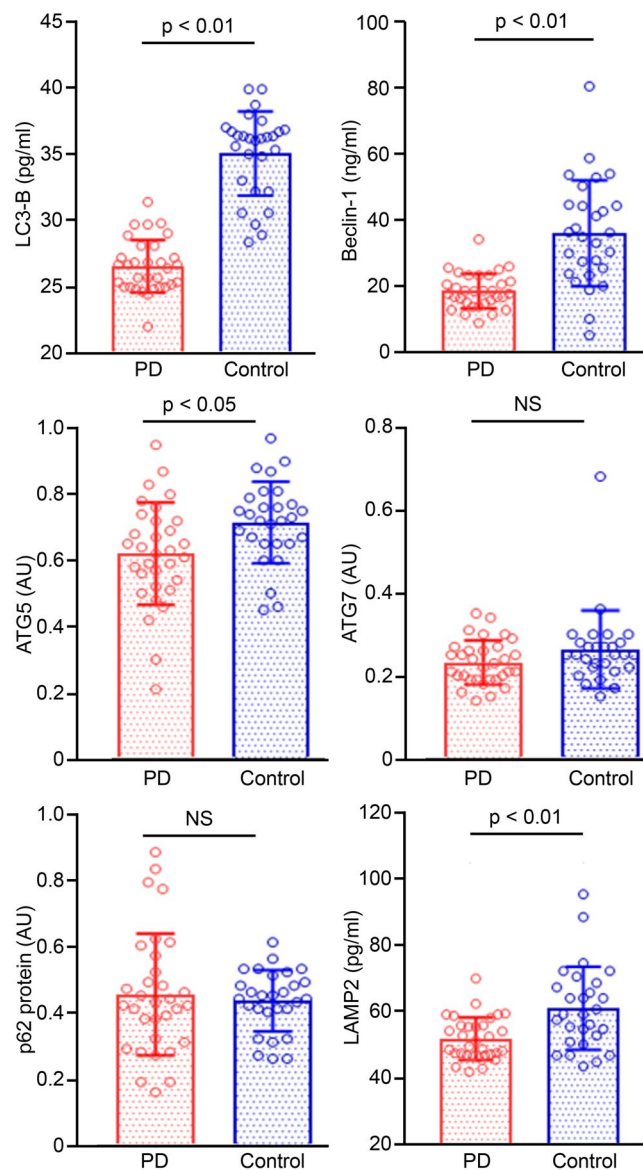 p < 0.01
LC3-B (pg/ml)
45
40
35
30
25
20
PD
Control
p < 0.01
Beclin-1 (ng/ml)
100
80
60
40
20
0
PD
Control
p < 0.05
ATG5 (AU)
1.0
0.8
0.6
0.4
0.2
0
PD
Control
NS
ATG7 (AU)
0.8
0.6
0.4
0.2
0
PD
Control
NS
p62 protein (AU)
1.0
0.8
0.6
0.4
0.2
0
PD
Control
p < 0.01
LAMP2 (pg/ml)
120
100
80
60
40
20
PD
Control